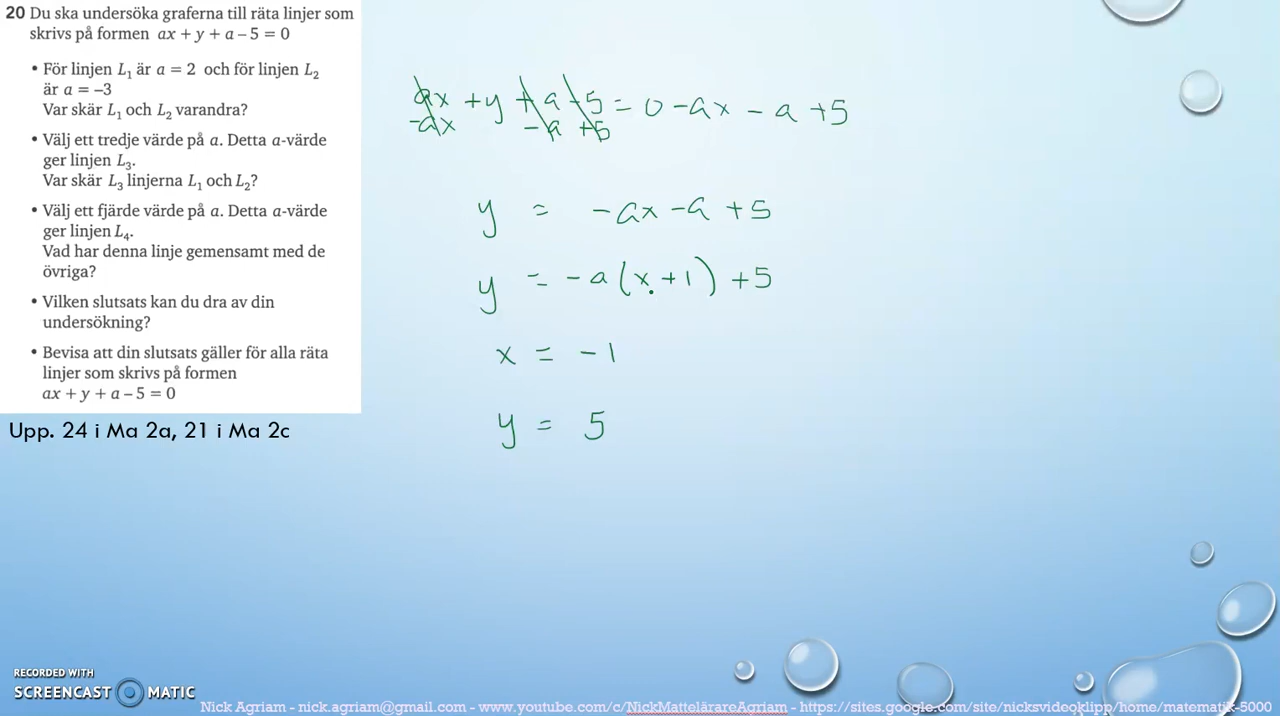 20 Du ska undersöka graferna till räta linjer som
skrivs på formen ax + y + a – 5 = 0
• För linjen L₁ är a = 2 och för linjen L₂
är a = –3
Var skär L₁ och L₂ varandra?
• Välj ett tredje värde på a. Detta a-värde
ger linjen L₃.
Var skär L₃ linjerna L₁ och L₂?
• Välj ett fjärde värde på a. Detta a-värde
ger linjen L₄.
Vad har denna linje gemensamt med de
övriga?
• Vilken slutsats kan du dra av din
undersökning?
• Bevisa att din slutsats gäller för alla räta
linjer som skrivs på formen
ax + y + a – 5 = 0
Upp. 24 i Ma 2a, 21 i Ma 2c
ax + y + a - 5 = 0 - ax - a + 5
-ax - a + 5
y = -ax - a + 5
y = -a(x + 1) + 5
x = -1
y = 5
RECORDED WITH
SCREENCAST MATIC
Nick Agriam - nick.agriam@gmail.com - www.youtube.com/c/NickMattelärareAgriam - https://sites.google.com/site/nicksvideoklipp/home/matematik-5000